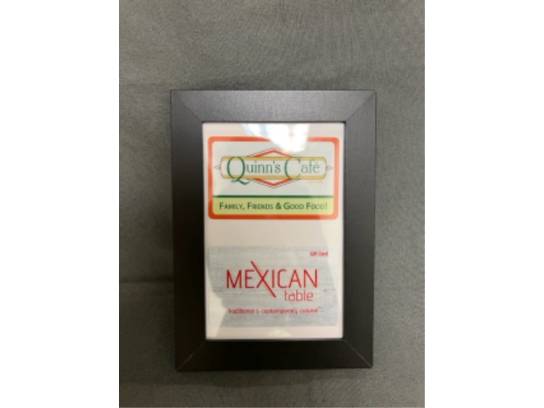 Quinn's Café
FAMILY, FRIENDS & GOOD FOOD!
Gift Card
MEXICAN
table
traditional & contemporary cuisine